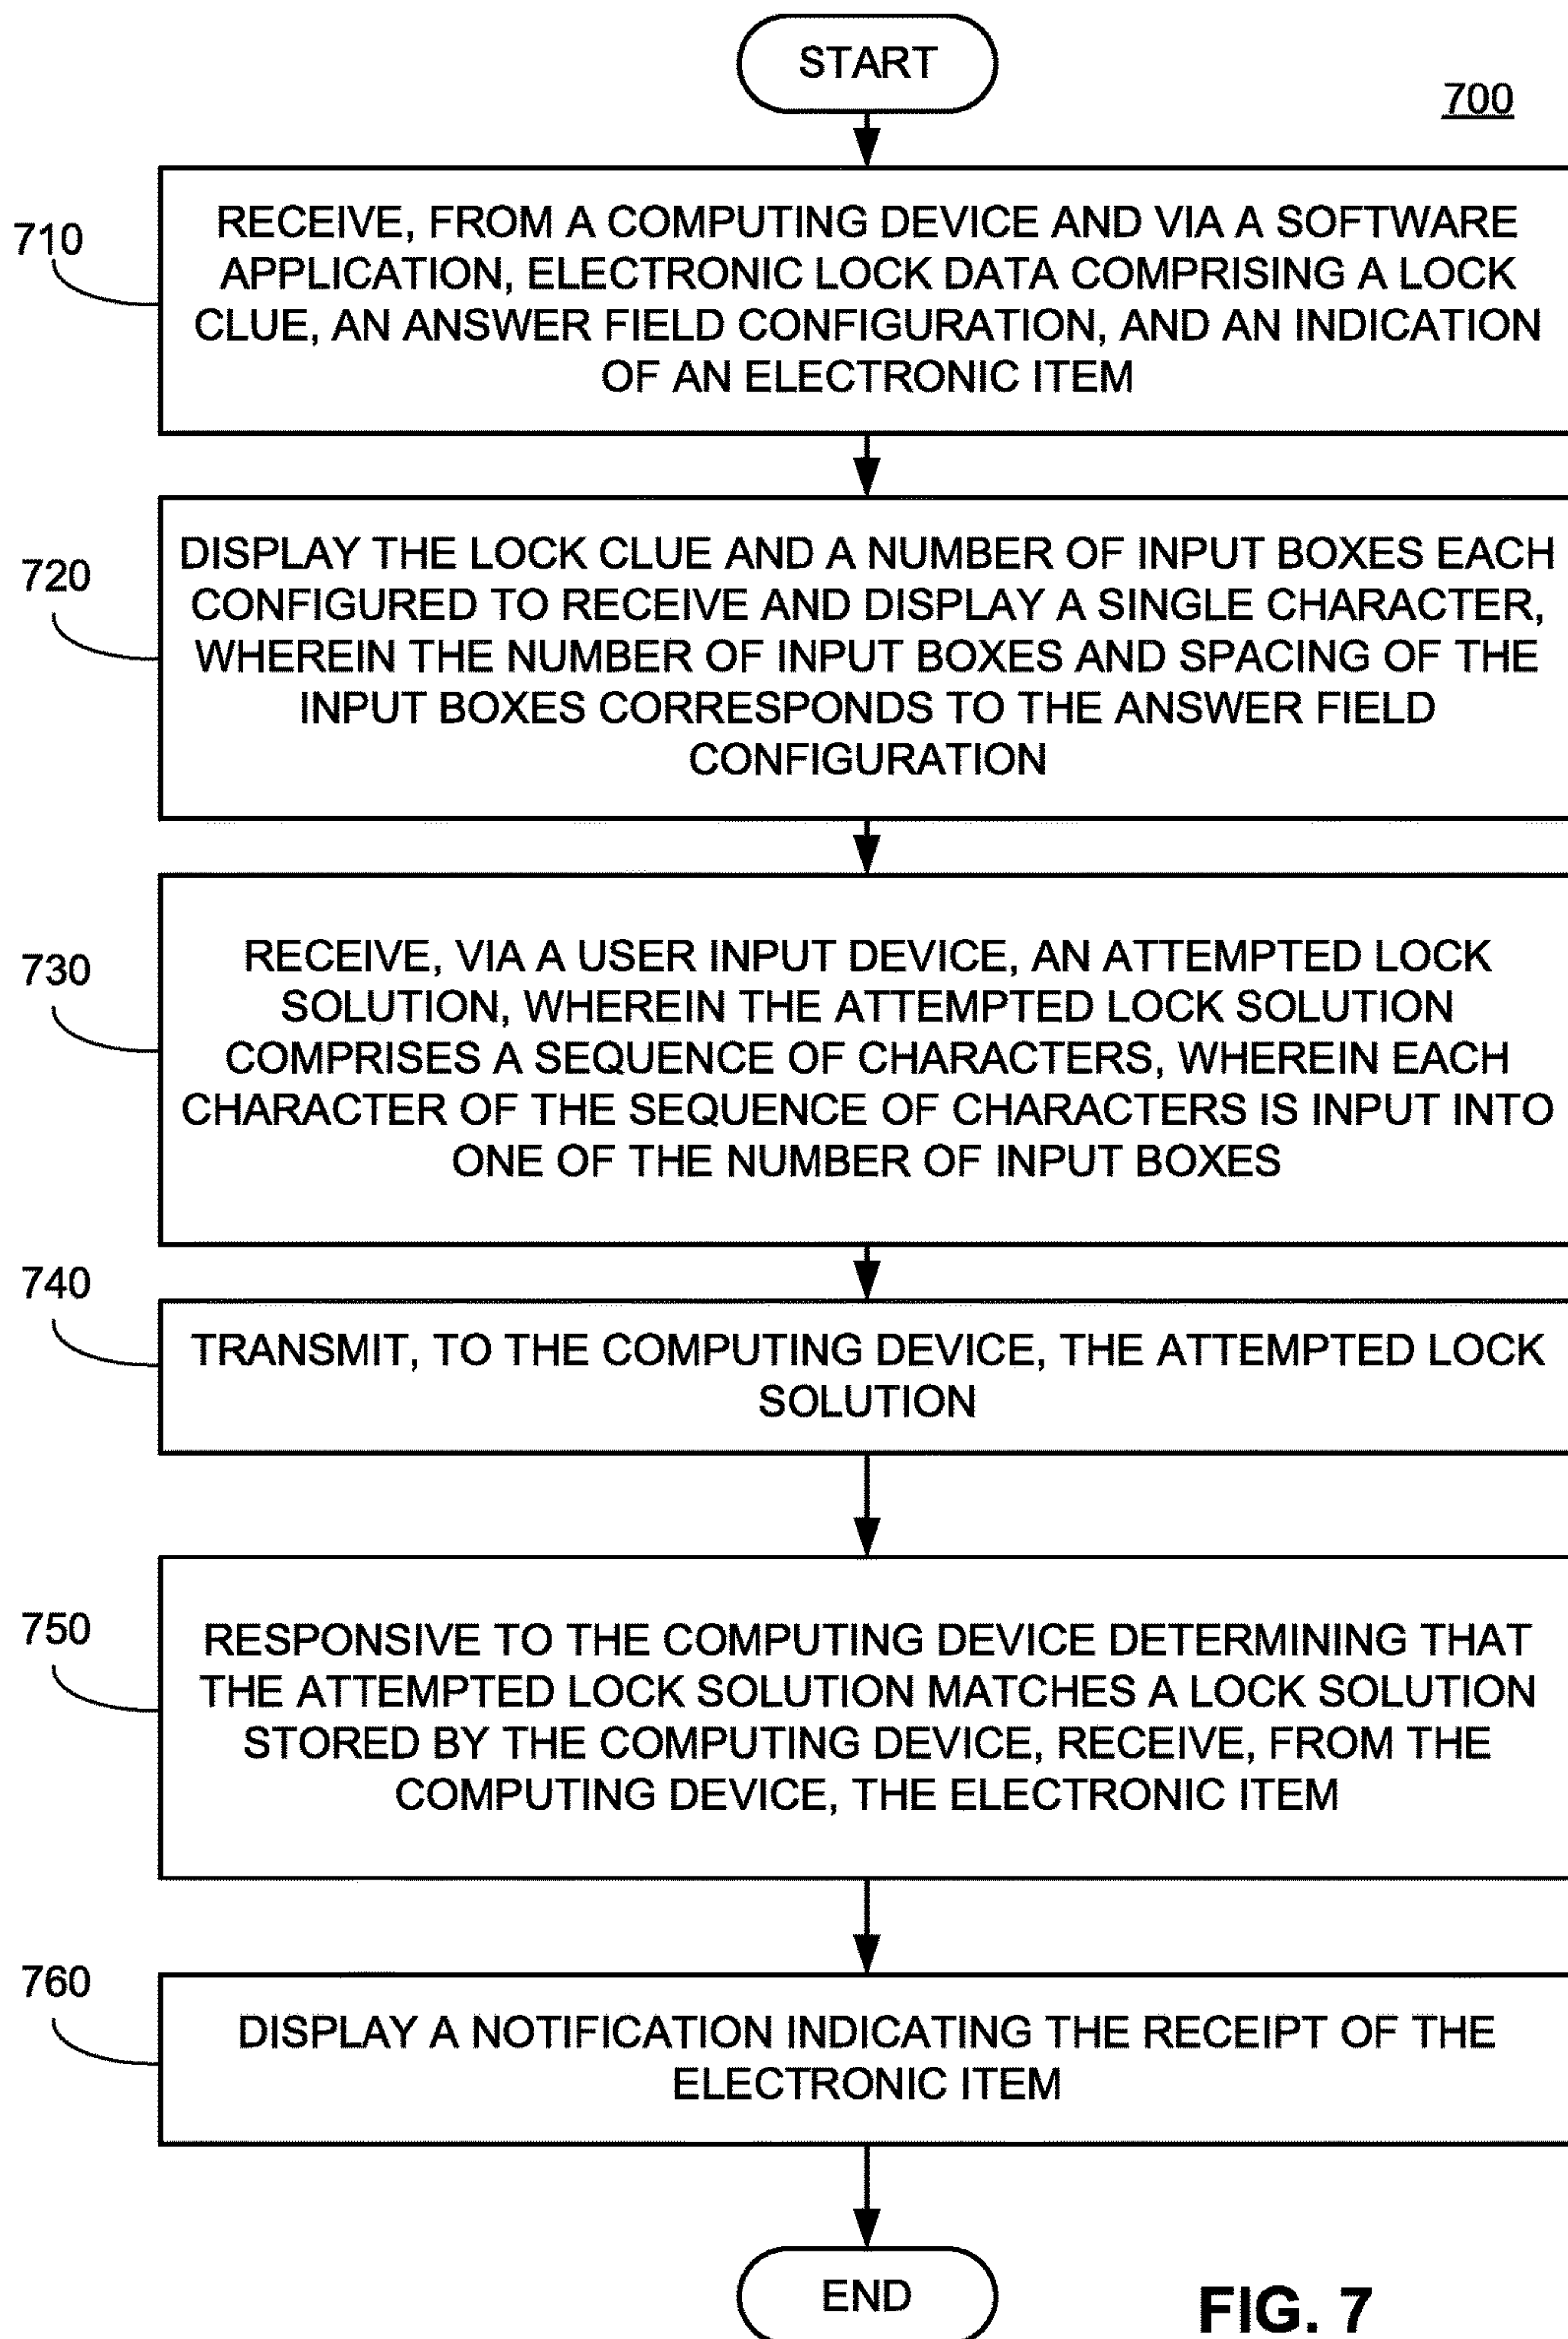 START
700
710
RECEIVE, FROM A COMPUTING DEVICE AND VIA A SOFTWARE
APPLICATION, ELECTRONIC LOCK DATA COMPRISING A LOCK
CLUE, AN ANSWER FIELD CONFIGURATION, AND AN INDICATION
OF AN ELECTRONIC ITEM
720
DISPLAY THE LOCK CLUE AND A NUMBER OF INPUT BOXES EACH
CONFIGURED TO RECEIVE AND DISPLAY A SINGLE CHARACTER,
WHEREIN THE NUMBER OF INPUT BOXES AND SPACING OF THE
INPUT BOXES CORRESPONDS TO THE ANSWER FIELD
CONFIGURATION
730
RECEIVE, VIA A USER INPUT DEVICE, AN ATTEMPTED LOCK
SOLUTION, WHEREIN THE ATTEMPTED LOCK SOLUTION
COMPRISES A SEQUENCE OF CHARACTERS, WHEREIN EACH
CHARACTER OF THE SEQUENCE OF CHARACTERS IS INPUT INTO
ONE OF THE NUMBER OF INPUT BOXES
740
TRANSMIT, TO THE COMPUTING DEVICE, THE ATTEMPTED LOCK
SOLUTION
750
RESPONSIVE TO THE COMPUTING DEVICE DETERMINING THAT
THE ATTEMPTED LOCK SOLUTION MATCHES A LOCK SOLUTION
STORED BY THE COMPUTING DEVICE, RECEIVE, FROM THE
COMPUTING DEVICE, THE ELECTRONIC ITEM
760
DISPLAY A NOTIFICATION INDICATING THE RECEIPT OF THE
ELECTRONIC ITEM
END
FIG. 7